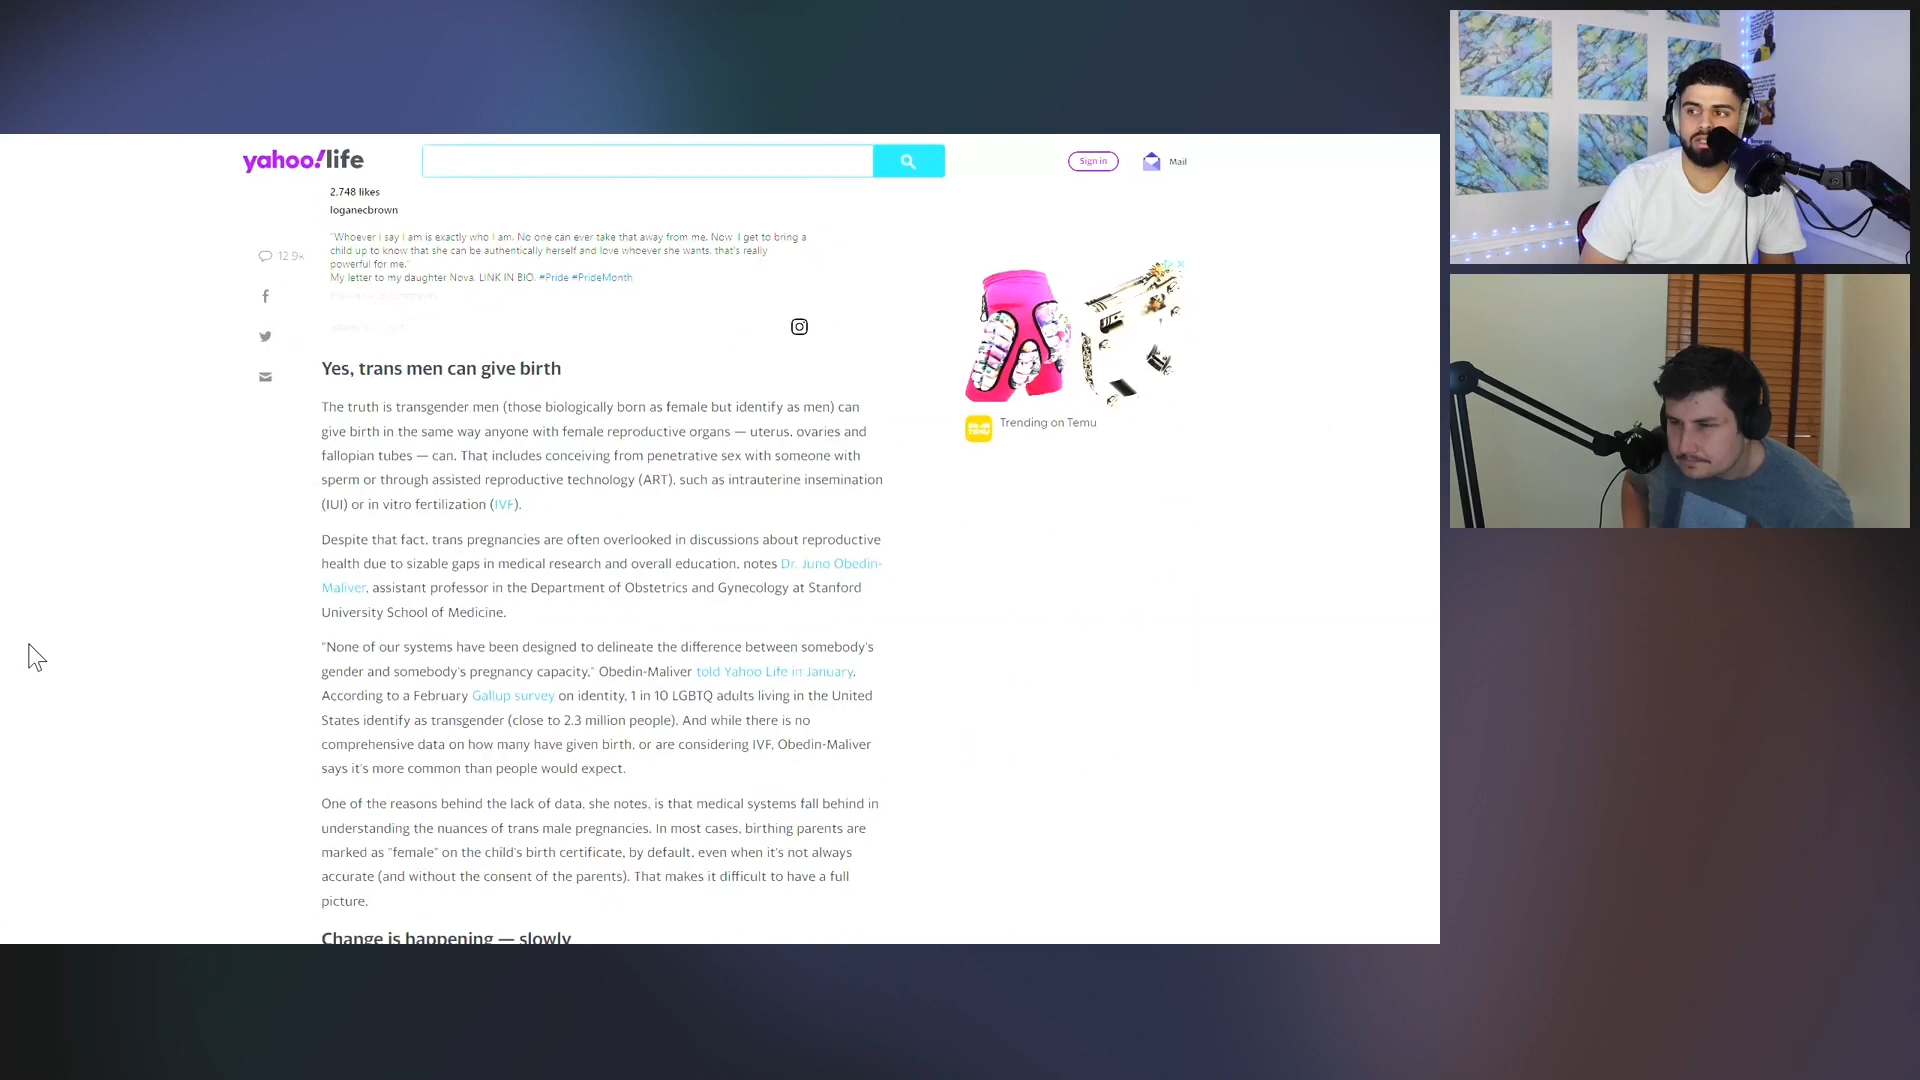 yahoo!life
Sign in
Mail
2,748 likes
loganecbrown
12.9k
"Whoever I say I am is exactly who I am. No one can ever take that away from me. Now, I get to bring a
child up to know that she can be authentically herself and love whoever she wants, that's really
powerful for me."
My letter to my daughter Nova. LINK IN BIO. #Pride #PrideMonth
Yes, trans men can give birth
The truth is transgender men (those biologically born as female but identify as men) can
give birth in the same way anyone with female reproductive organs — uterus, ovaries and
fallopian tubes — can. That includes conceiving from penetrative sex with someone with
sperm or through assisted reproductive technology (ART), such as intrauterine insemination
(IUI) or in vitro fertilization (IVF).
Despite that fact, trans pregnancies are often overlooked in discussions about reproductive
health due to sizable gaps in medical research and overall education, notes Dr. Juno Obedin-
Maliver, assistant professor in the Department of Obstetrics and Gynecology at Stanford
University School of Medicine.
"None of our systems have been designed to delineate the difference between somebody's
gender and somebody's pregnancy capacity," Obedin-Maliver told Yahoo Life in January.
According to a February Gallup survey on identity, 1 in 10 LGBTQ adults living in the United
States identify as transgender (close to 2.3 million people). And while there is no
comprehensive data on how many have given birth, or are considering IVF, Obedin-Maliver
says it's more common than people would expect.
One of the reasons behind the lack of data, she notes, is that medical systems fall behind in
understanding the nuances of trans male pregnancies. In most cases, birthing parents are
marked as "female" on the child's birth certificate, by default, even when it's not always
accurate (and without the consent of the parents). That makes it difficult to have a full
picture.
Change is happening — slowly
Trending on Temu